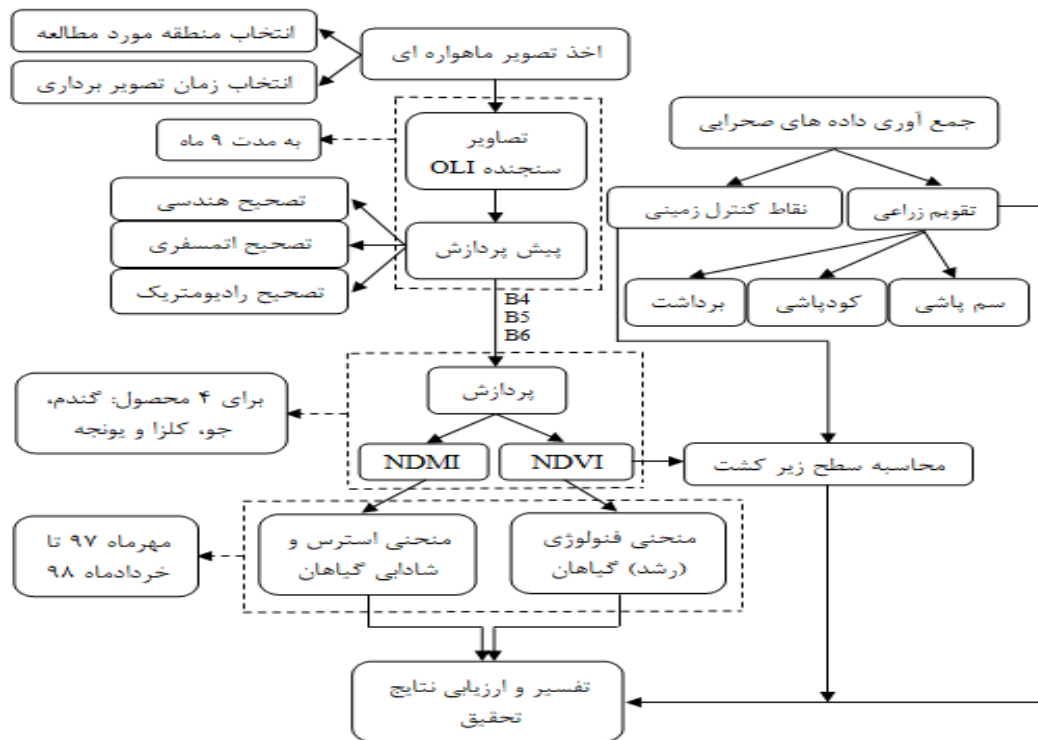 اخذ تصویر ماهواره ای
انتخاب منطقه مورد مطالعه
انتخاب زمان تصویر برداری
تصاویر
سنجنده OLI
به مدت ۹ ماه
پیش پردازش
تصحیح هندسی
تصحیح اتمسفری
تصحیح رادیومتریک
B4
B5
B6
جمع آوری داده های صحرایی
تقویم زراعی
نقاط کنترل زمینی
سم پاشی
کودپاشی
برداشت
پردازش
برای ۴ محصول: گندم،
جو، کلزا و یونجه
NDVI
NDMI
محاسبه سطح زیر کشت
منحنی فنولوژی
(رشد) گیاهان
منحنی استرس و
شادابی گیاهان
مهرماه ۹۷ تا
خردادماه ۹۸
تفسیر و ارزیابی نتایج
تحقیق